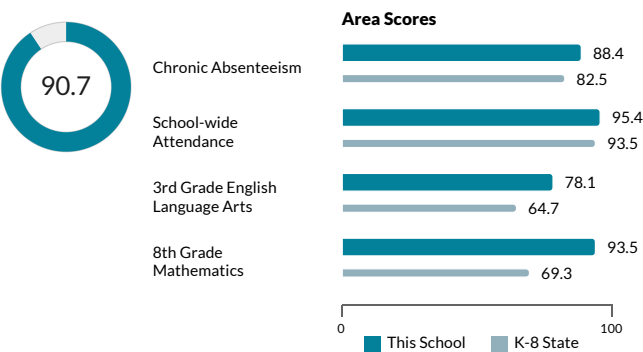 Area Scores
90.7
Chronic Absenteeism
88.4
82.5
School-wide
Attendance
95.4
93.5
3rd Grade English
Language Arts
78.1
64.7
8th Grade
Mathematics
93.5
69.3
0
100
This School
K-8 State